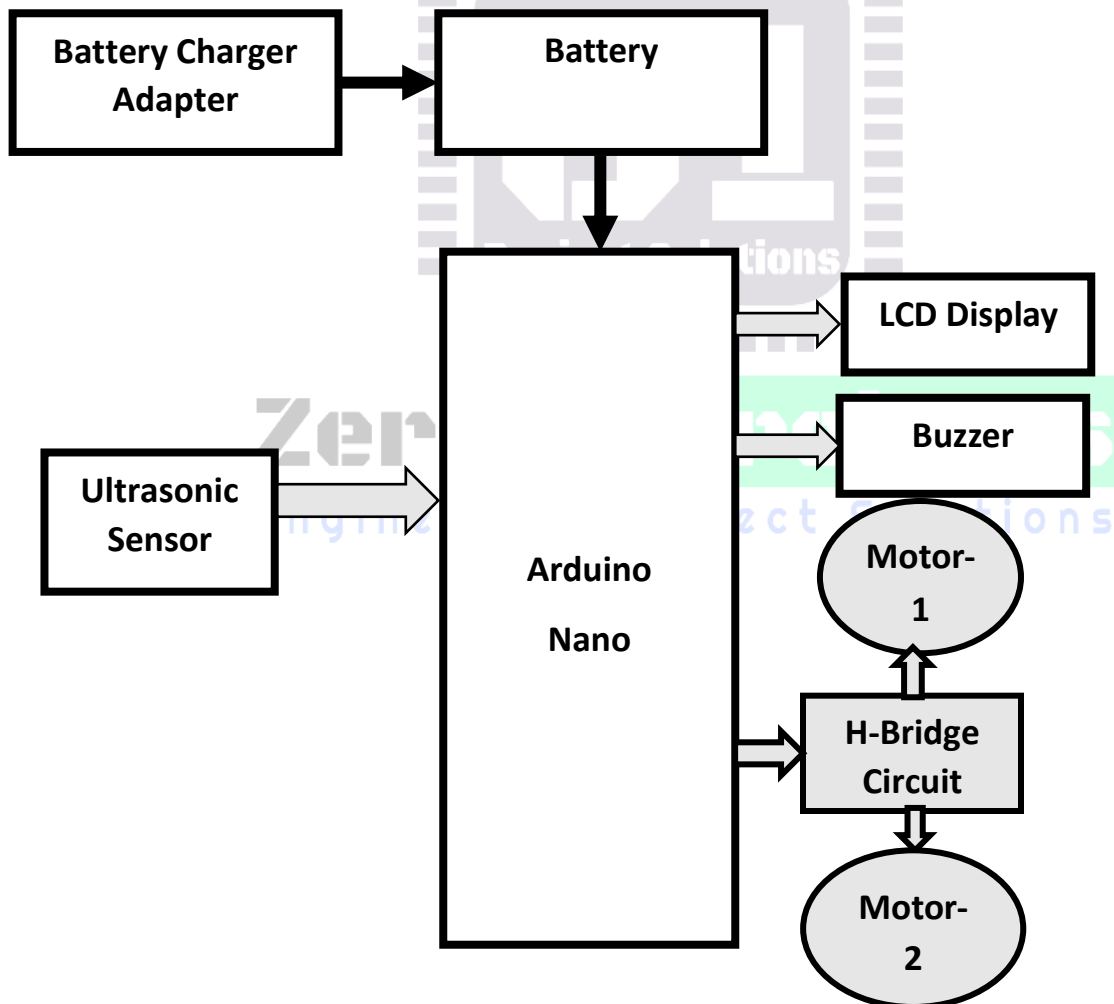 Battery Charger
Adapter
Battery
LCD Display
Buzzer
Ultrasonic
Sensor
Arduino
Nano
Motor-
1
H-Bridge
Circuit
Motor-
2